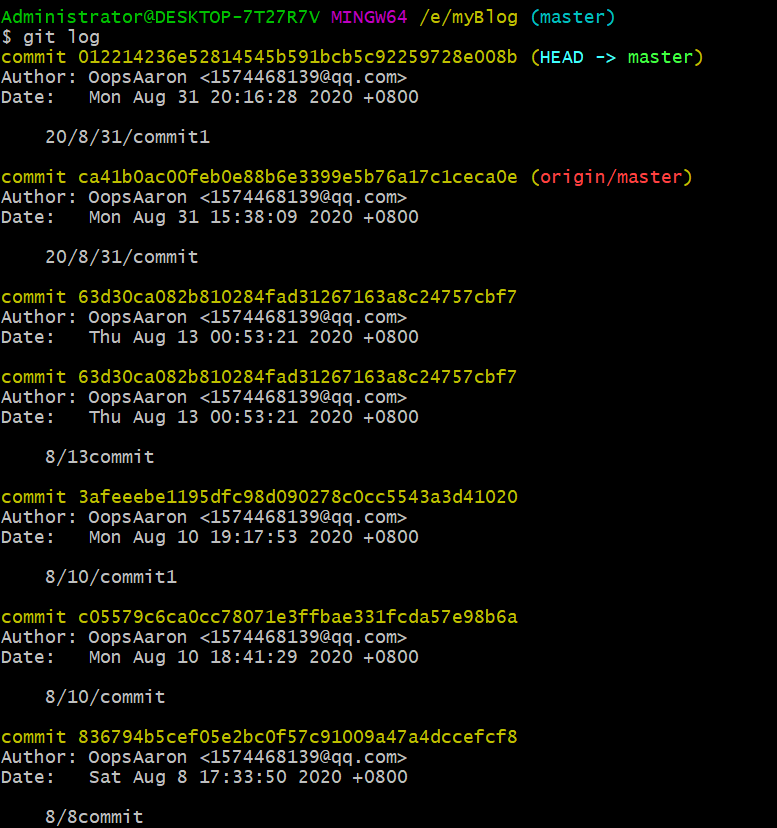 Administrator@DESKTOP-7T27R7V MINGW64 /e/myBlog (master)
$ git log
commit 012214236e52814545b591bcb5c92259728e008b (HEAD -> master)
Author: OopsAaron <1574468139@qq.com>
Date:   Mon Aug 31 20:16:28 2020 +0800
    20/8/31/commit1
commit ca41b0ac00feb0e88b6e3399e5b76a17c1ceca0e (origin/master)
Author: OopsAaron <1574468139@qq.com>
Date:   Mon Aug 31 15:38:09 2020 +0800
    20/8/31/commit
commit 63d30ca082b810284fad31267163a8c24757cbf7
Author: OopsAaron <1574468139@qq.com>
Date:   Thu Aug 13 00:53:21 2020 +0800
commit 63d30ca082b810284fad31267163a8c24757cbf7
Author: OopsAaron <1574468139@qq.com>
Date:   Thu Aug 13 00:53:21 2020 +0800
    8/13commit
commit 3afeeebe1195dfc98d090278c0cc5543a3d41020
Author: OopsAaron <1574468139@qq.com>
Date:   Mon Aug 10 19:17:53 2020 +0800
    8/10/commit1
commit c05579c6ca0cc78071e3ffbae331fcda57e98b6a
Author: OopsAaron <1574468139@qq.com>
Date:   Mon Aug 10 18:41:29 2020 +0800
    8/10/commit
commit 836794b5cef05e2bc0f57c91009a47a4dccefcf8
Author: OopsAaron <1574468139@qq.com>
Date:   Sat Aug 8 17:33:50 2020 +0800
    8/8commit